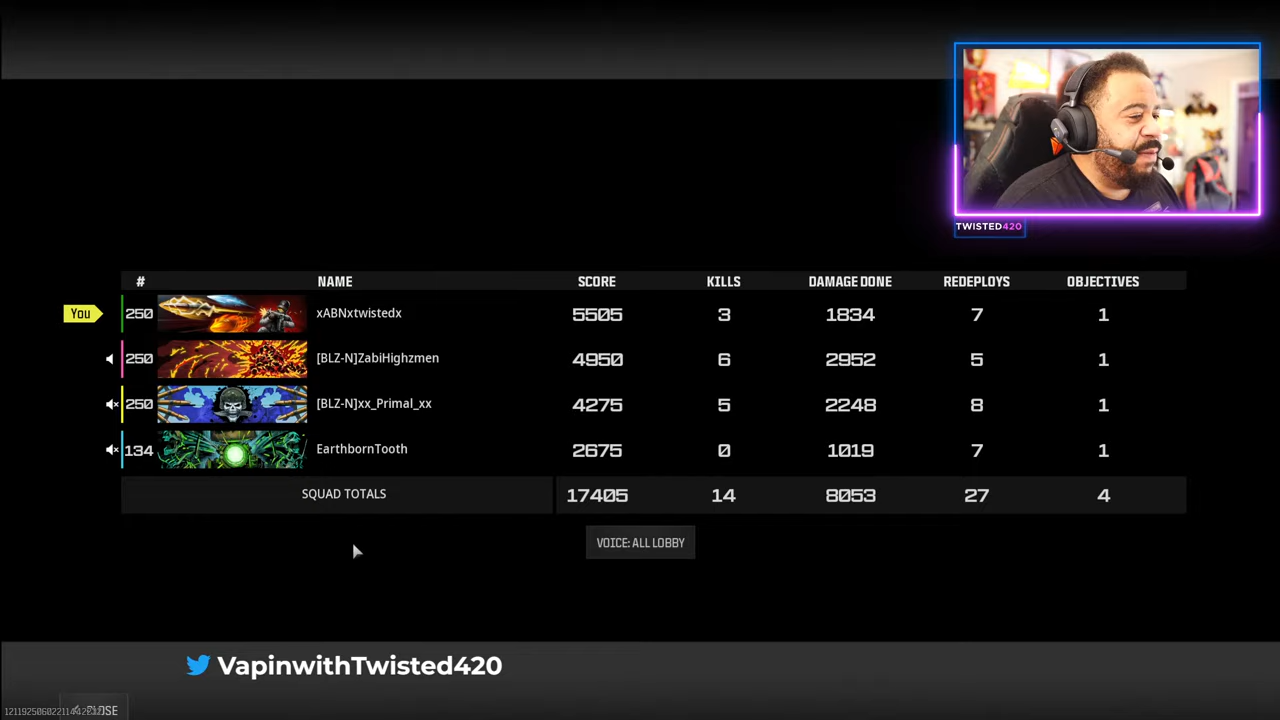 TWISTED420
# NAME SCORE KILLS DAMAGE DONE REDEPLOYS OBJECTIVES
You 250 xABNxtwistedx 5505 3 1834 7 1
250 [BLZ-N]ZabiHighzmen 4950 6 2952 5 1
250 [BLZ-N]xx_Primal_xx 4275 5 2248 8 1
134 EarthbornTooth 2675 0 1019 7 1
SQUAD TOTALS 17405 14 8053 27 4
VOICE: ALL LOBBY
VapinwithTwisted420